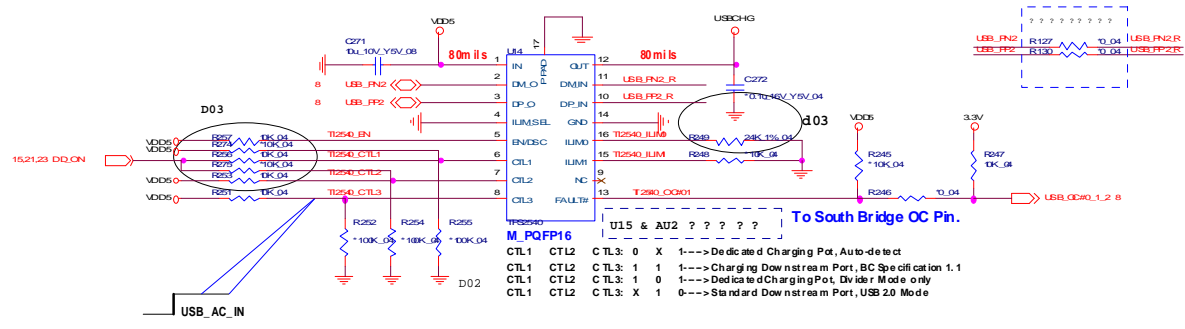 VDD5
USBCHG
? ? ? ? ? ? ? ? ?
C271
10u_10V_Y5V_08
80mils
U14
17
PPAD
80mils
USB_PN2
R127
*0_04
USB_PN2_R
USB_PP2
R130
*0_04
USB_PP2_R
1
IN
OUT
12
8
USB_PN2
2
DM_O
DM_IN
11
USB_PN2_R
C272
*0.1u_16V_Y5V_04
8
USB_PP2
3
DP_O
DP_IN
10
USB_PP2_R
D03
4
ILIM_SEL
GND
14
d03
VDD5
3.3V
VDD5
R257
10K_04
TI2540_EN
5
EN/DSC
ILIM0
16
TI2540_ILIM0
R249
24K_1%_04
VDD5
R274
*10K_04
15,21,23 DD_ON
R256
10K_04
TI2540_CTL1
6
CTL1
ILIM1
15
TI2540_ILIM1
R248
10K_04
R245
*10K_04
R247
10K_04
R275
*10K_04
VDD5
R253
10K_04
TI2540_CTL2
7
CTL2
NC
9
VDD5
R251
10K_04
TI2540_CTL3
8
CTL3
FAULT#
13
TI2540_OC#01
R246
*0_04
USB_OC#0_1_2 8
TPS2540
M_PQFP16
U15 & AU2 ? ? ? ? ?
To South Bridge OC Pin.
R252
*100K_04
R254
*100K_04
R255
*100K_04
D02
CTL1 CTL2 CTL3: 0 X 1--->Dedicated Charging Pot, Auto-detect
CTL1 CTL2 CTL3: 1 1 1--->Charging Downstream Port, BC Specification 1.1
CTL1 CTL2 CTL3: 1 0 1--->Dedicated Charging Pot, Divider Mode only
CTL1 CTL2 CTL3: X 1 0--->Standard Downstream Port, USB 2.0 Mode
USB_AC_IN